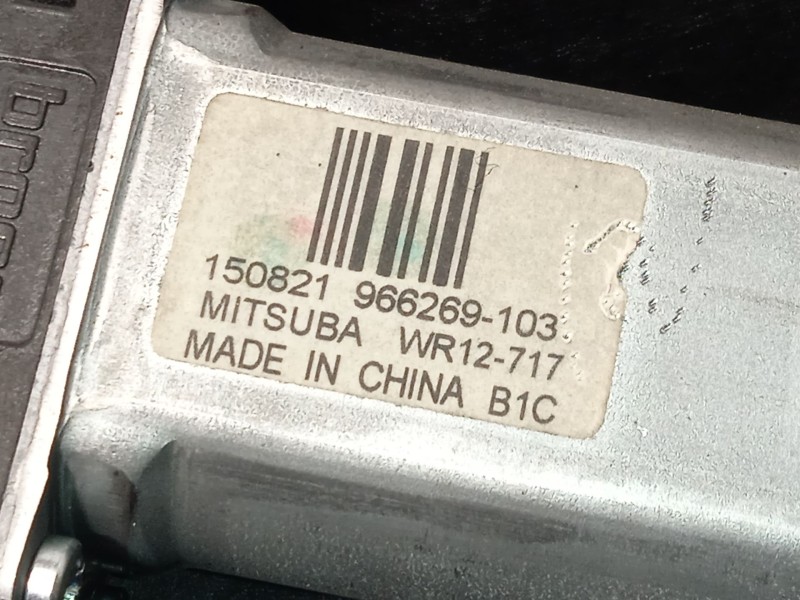 150821 966269-103
MITSUBA WR12-717
MADE IN CHINA B1C